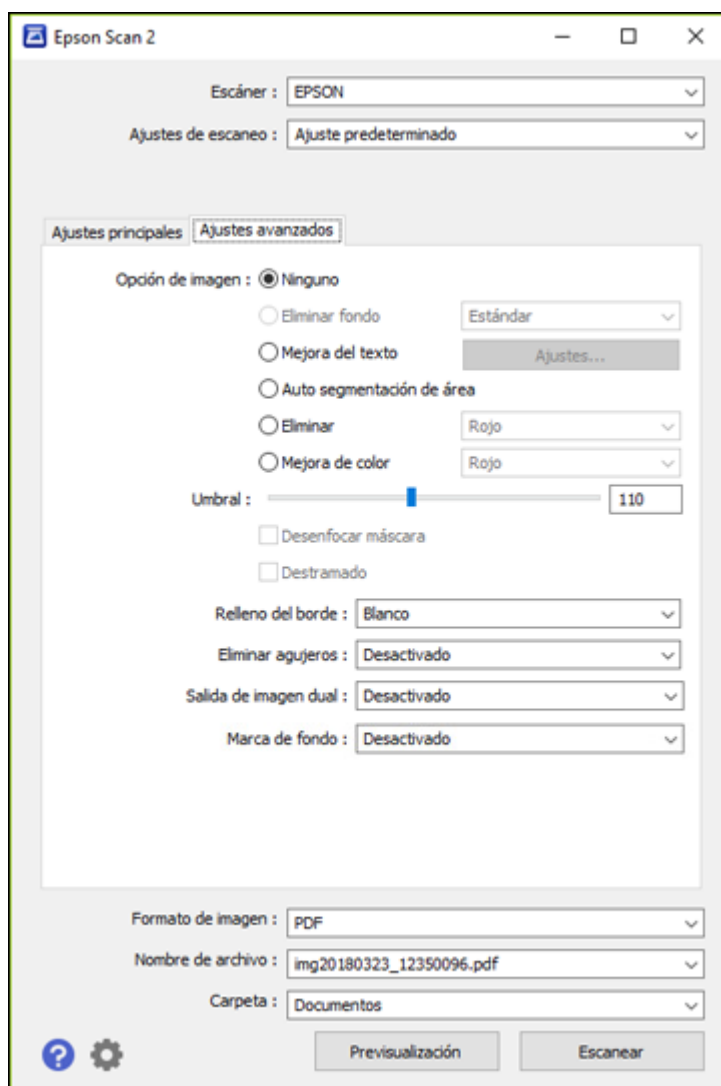 Epson Scan 2
Escáner : EPSON
Ajustes de escaneo : Ajuste predeterminado
Ajustes principales Ajustes avanzados
Opción de imagen : Ninguno
Eliminar fondo Estándar
Mejora del texto Ajustes...
Auto segmentación de área
Eliminar Rojo
Mejora de color Rojo
Umbral : 110
Desenfocar máscara
Destramado
Relleno del borde : Blanco
Eliminar agujeros : Desactivado
Salida de imagen dual : Desactivado
Marca de fondo : Desactivado
Formato de imagen : PDF
Nombre de archivo : img20180323_12350096.pdf
Carpeta : Documentos
? Previsualización Escanear